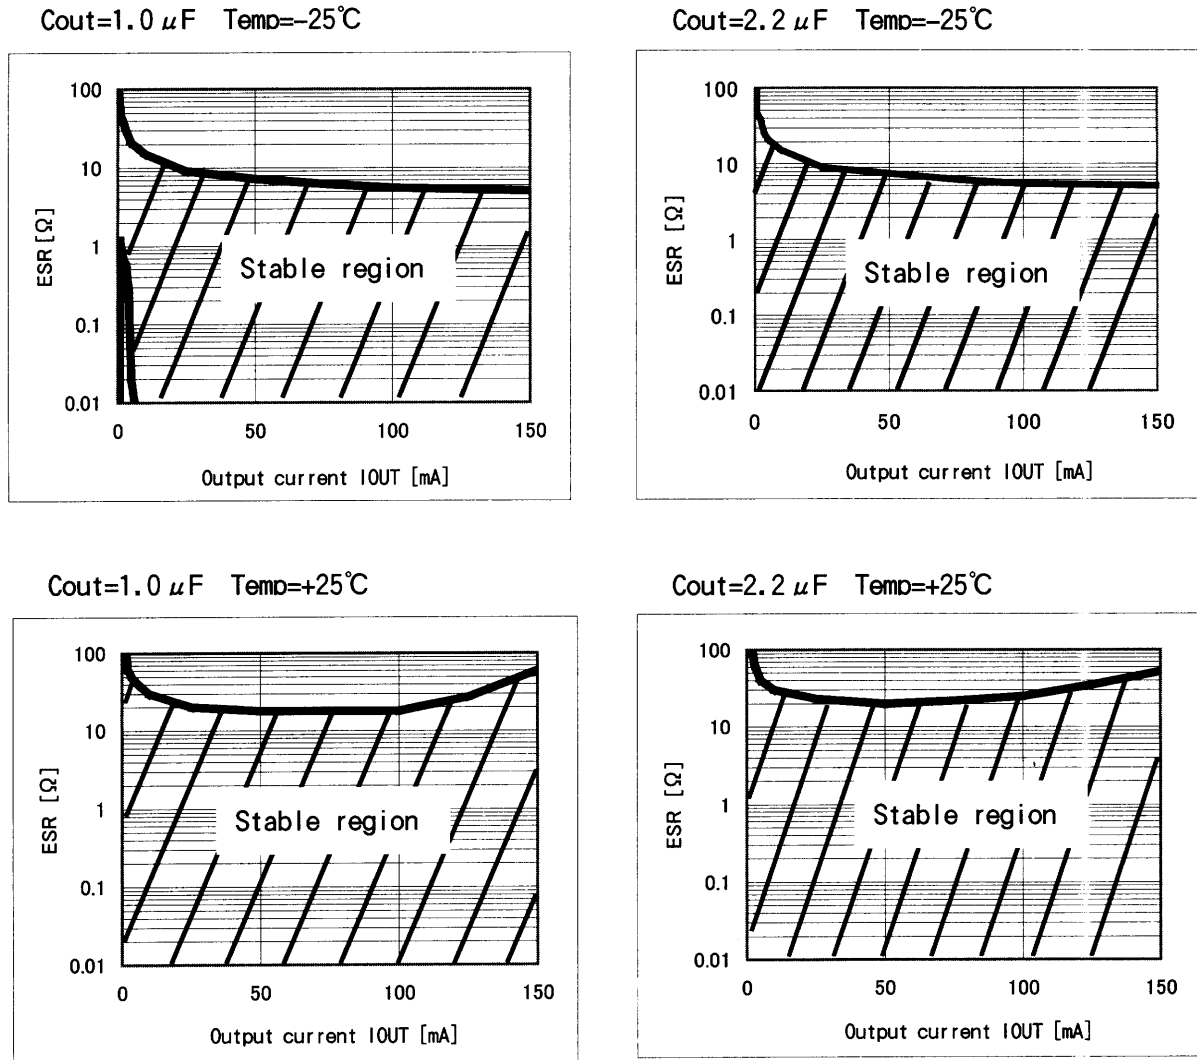 Cout=1.0 μF Temp=-25℃
100
10
1
0.1
0.01
ESR [Ω]
Stable region
0 50 100 150
Output current IOUT [mA]
Cout=2.2 μF Temp=-25℃
100
10
1
0.1
0.01
ESR [Ω]
Stable region
0 50 100 150
Output current IOUT [mA]
Cout=1.0 μF Temp=+25℃
100
10
1
0.1
0.01
ESR [Ω]
Stable region
0 50 100 150
Output current IOUT [mA]
Cout=2.2 μF Temp=+25℃
100
10
1
0.1
0.01
ESR [Ω]
Stable region
0 50 100 150
Output current IOUT [mA]